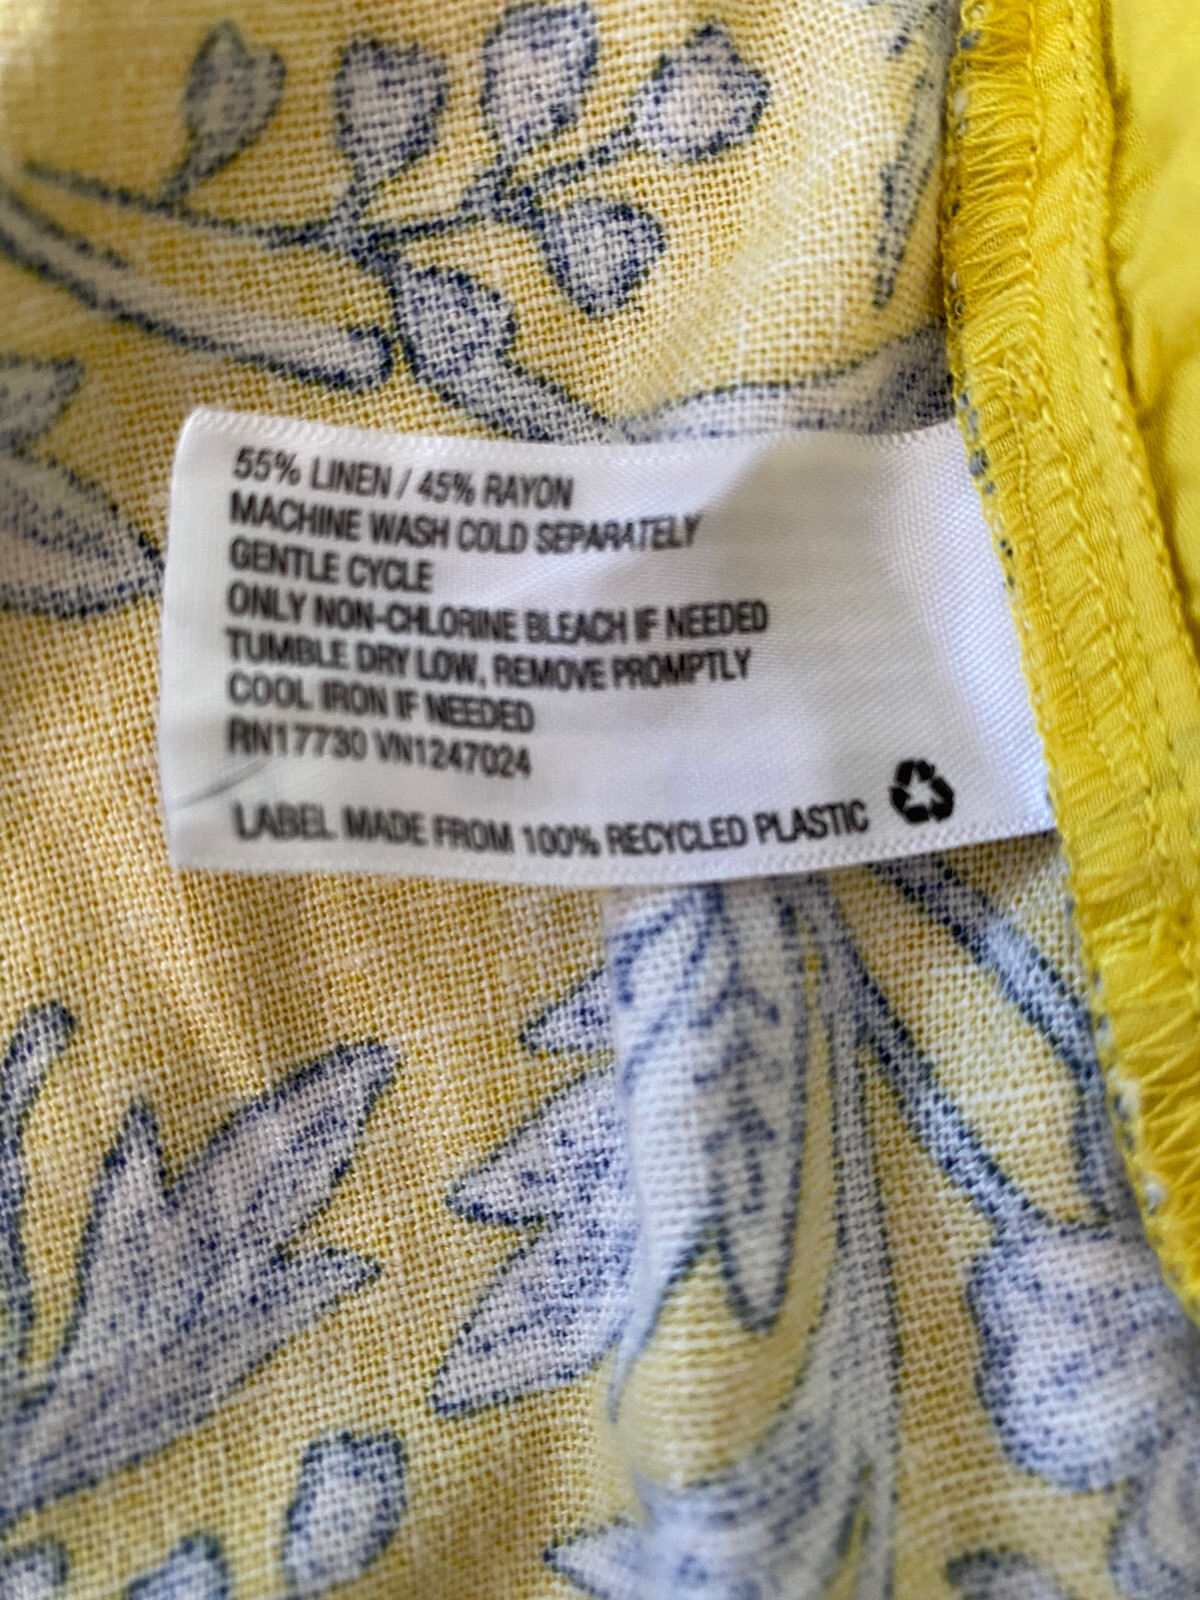 55% LINEN / 45% RAYON
MACHINE WASH COLD SEPARATELY
GENTLE CYCLE
ONLY NON-CHLORINE BLEACH IF NEEDED
TUMBLE DRY LOW, REMOVE PROMPTLY
COOL IRON IF NEEDED
RN17730 VN1247024
LABEL MADE FROM 100% RECYCLED PLASTIC